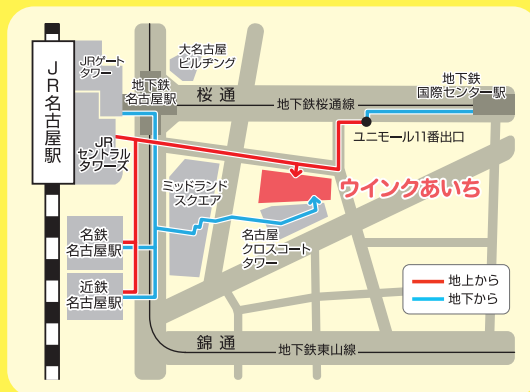 JR名古屋駅
JRゲート
タワー
大名古屋
ビルヂング
地下鉄
名古屋駅
桜通
地下鉄桜通線
地下鉄
国際センター駅
ユニモール11番出口
JR
セントラル
タワーズ
ミッドランド
スクエア
ウインクあいち
名鉄
名古屋駅
名古屋
クロスコート
タワー
近鉄
名古屋駅
地上から
地下から
錦通
地下鉄東山線